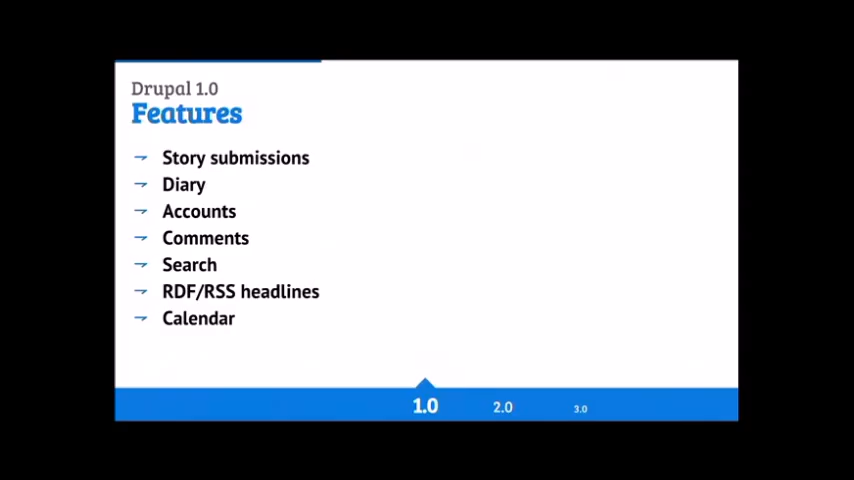 Drupal 1.0
Features
Story submissions
Diary
Accounts
Comments
Search
RDF/RSS headlines
Calendar
1.0 2.0 3.0